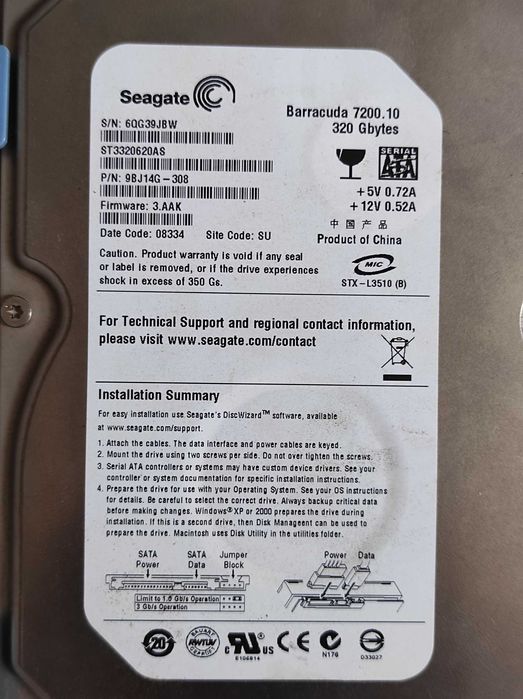 Seagate
Barracuda 7200.10
320 Gbytes
S/N: 6QG39JBW
ST3320620AS
SERIAL
ATA
P/N: 9BJ14G-308
+5V 0.72A
+12V 0.52A
Firmware: 3.AAK
中国产品
Date Code: 08334 Site Code: SU
Product of China
Caution. Product warranty is void if any seal
or label is removed, or if the drive experiences
shock in excess of 350 Gs.
MIC
STX-L3510 (B)
For Technical Support and regional contact information,
please visit www.seagate.com/contact
Installation Summary
For easy installation use Seagate's DiscWizard™ software, available
at www.seagate.com/support.
1. Attach the cables. The data interface and power cables are keyed.
2. Mount the drive using two screws per side. Do not over tighten the screws.
3. Serial ATA controllers or systems may have custom device drivers. See your
controller or system documentation for specific installation instructions.
4. Prepare the drive for use with your Operating System. See your OS instructions
for details. Be careful to select the correct drive. Always backup critical data
before making changes. Windows® XP or 2000 prepares the drive during
installation. If this is a second drive, then Disk Manageent can be used to
prepare the drive. Macintosh uses Disk Utility in the utilities folder.
SATA Power
SATA Data
Jumper Block
Power Data
Limit to 1.5 Gb/s Operation
3 Gb/s Operation
20
c RU US
E106814
CE
N176
D33027